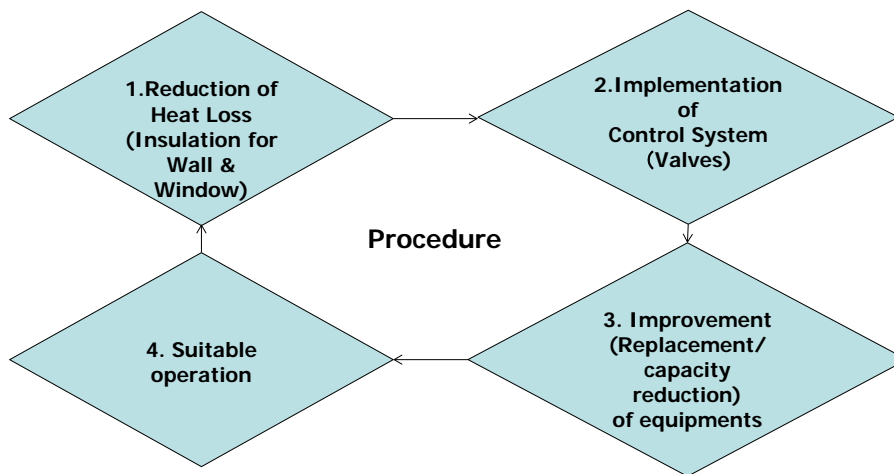 1.Reduction of
Heat Loss
(Insulation for
Wall &
Window)
2.Implementation
of
Control System
(Valves)
Procedure
3. Improvement
(Replacement/
capacity
reduction)
of equipments
4. Suitable
operation